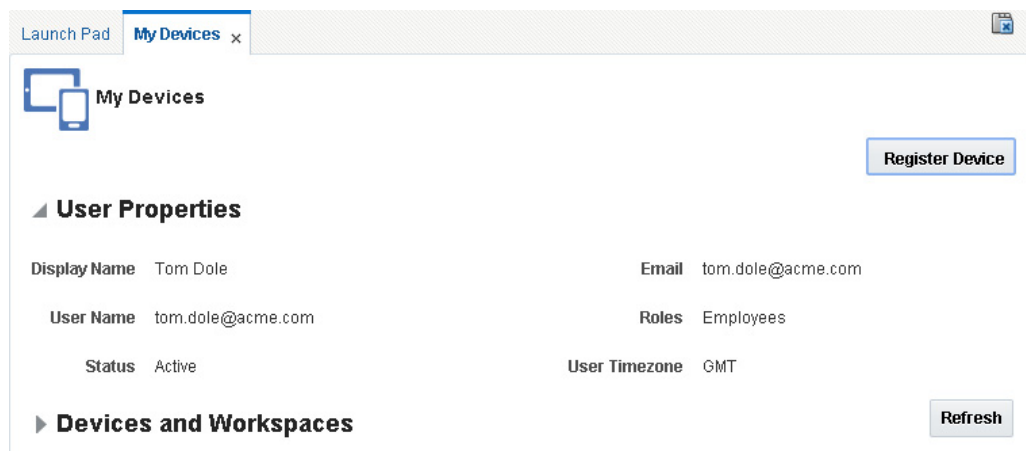 Launch Pad My Devices x
My Devices
Register Device
User Properties
Display Name Tom Dole Email tom.dole@acme.com
User Name tom.dole@acme.com Roles Employees
Status Active User Timezone GMT
Devices and Workspaces Refresh